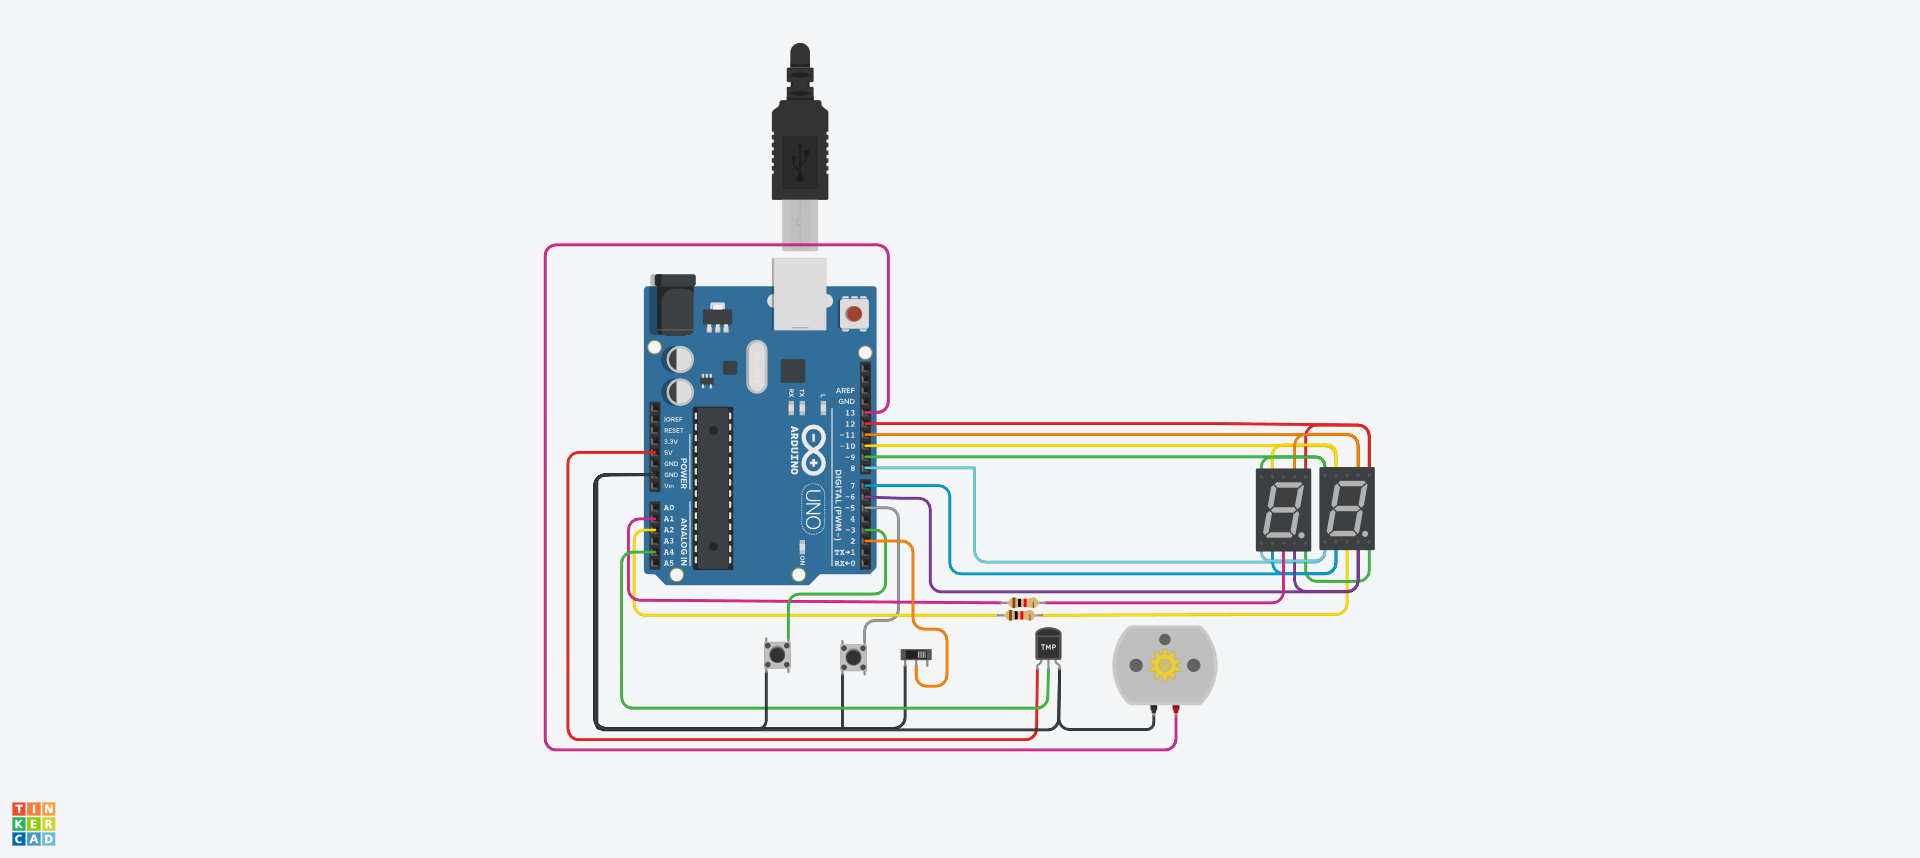 AREF
GND
13
12
~11
~10
~9
8
7
~6
~5
4
~3
2
TX→1
RX←0
IOREF
RESET
3.3V
5V
GND
GND
Vin
A0
A1
A2
A3
A4
A5
POWER
ANALOG IN
RX
TX
L
ARDUINO
UNO
DIGITAL (PWM ~)
ON
TMP
TIN
KER
CAD